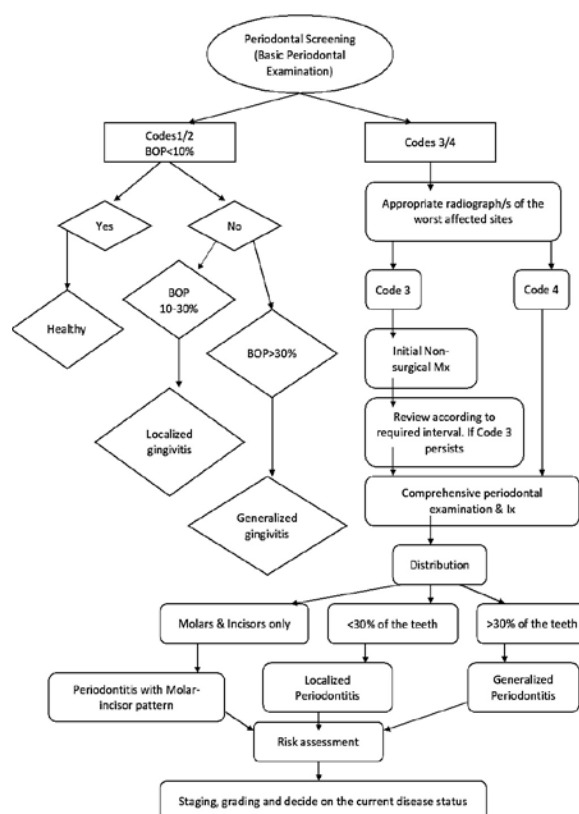 Periodontal Screening
(Basic Periodontal
Examination)
Codes1/2
BOP<10%
Codes 3/4
Yes
No
Appropriate radiograph/s of the
worst affected sites
BOP
10-30%
Code 3
Code 4
Healthy
BOP>30%
Initial Non-
surgical Mx
Localized
gingivitis
Review according to
required interval. If Code 3
persists
Generalized
gingivitis
Comprehensive periodontal
examination & Ix
Distribution
Molars & Incisors only
<30% of the teeth
>30% of the teeth
Periodontitis with Molar-
incisor pattern
Localized
Periodontitis
Generalized
Periodontitis
Risk assessment
Staging, grading and decide on the current disease status